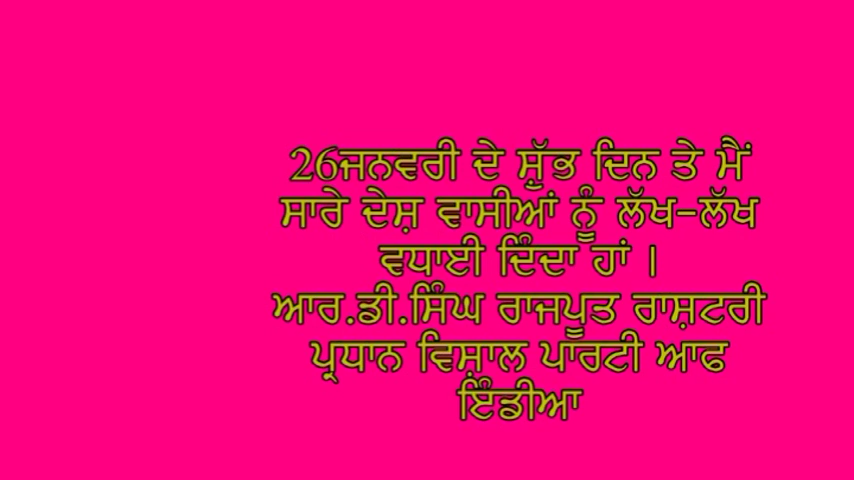 26ਜਨਵਰੀ ਦੇ ਸ਼ੁੱਭ ਦਿਨ ਤੇ ਮੈਂ
ਸਾਰੇ ਦੇਸ਼ ਵਾਸੀਆਂ ਨੂੰ ਲੱਖ-ਲੱਖ
ਵਧਾਈ ਦਿੰਦਾ ਹਾਂ ।
ਆਰ.ਡੀ.ਸਿੰਘ ਰਾਜਪੂਤ ਰਾਸ਼ਟਰੀ
ਪ੍ਰਧਾਨ ਵਿਸ਼ਾਲ ਪਾਰਟੀ ਆਫ
ਇੰਡੀਆ